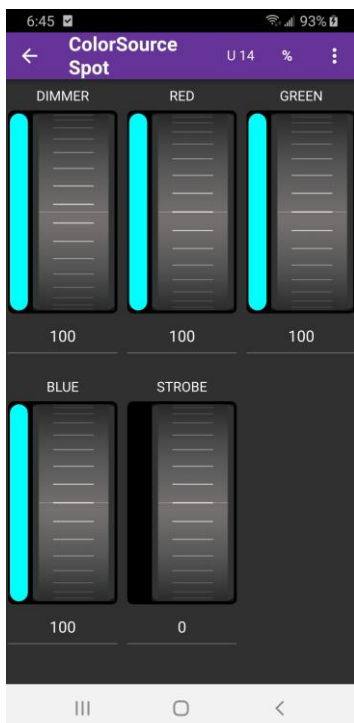 6:45 93%
ColorSource Spot U 14 %
DIMMER RED GREEN
100 100 100
BLUE STROBE
100 0